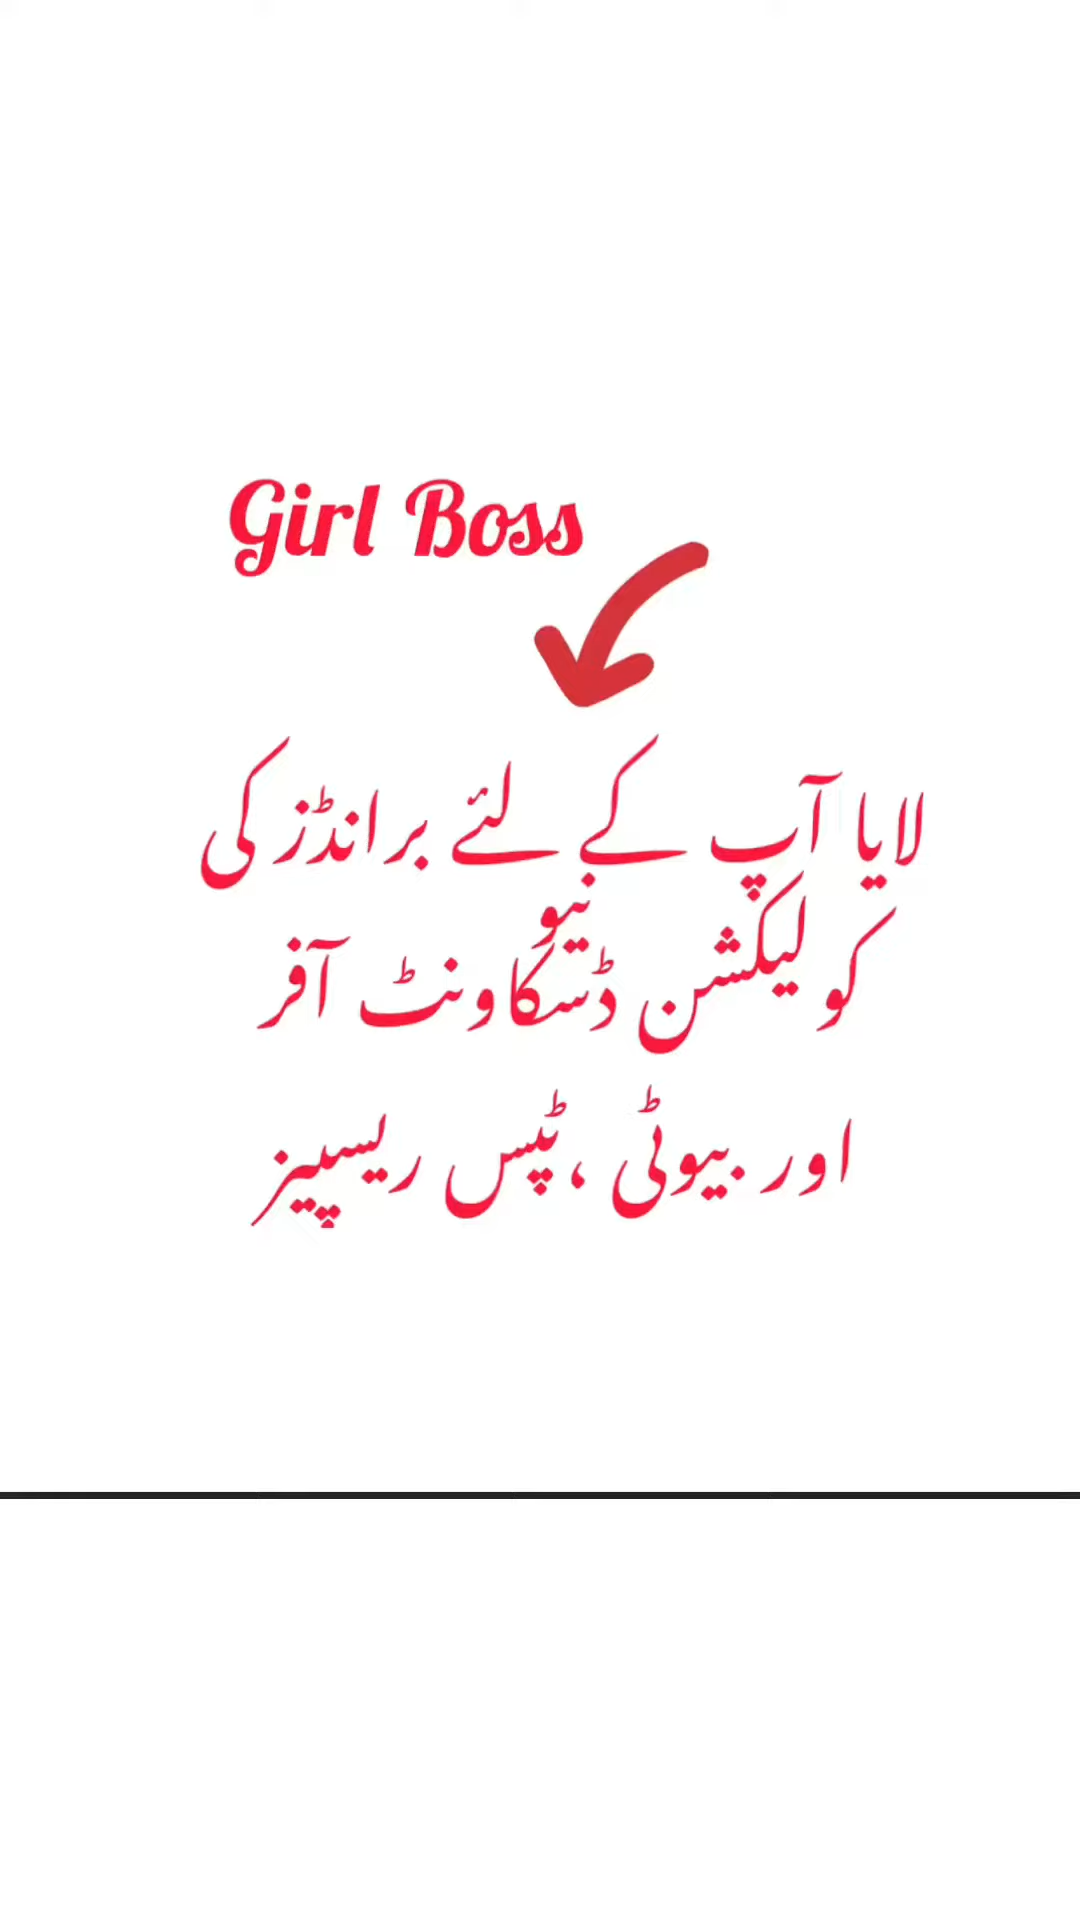 Girl Boss
لایا آپ کے لئے برانڈز کی
نیو
کولیکشن ڈسکاونٹ آفر
اور بیوٹی ،ٹپس ریسپیز